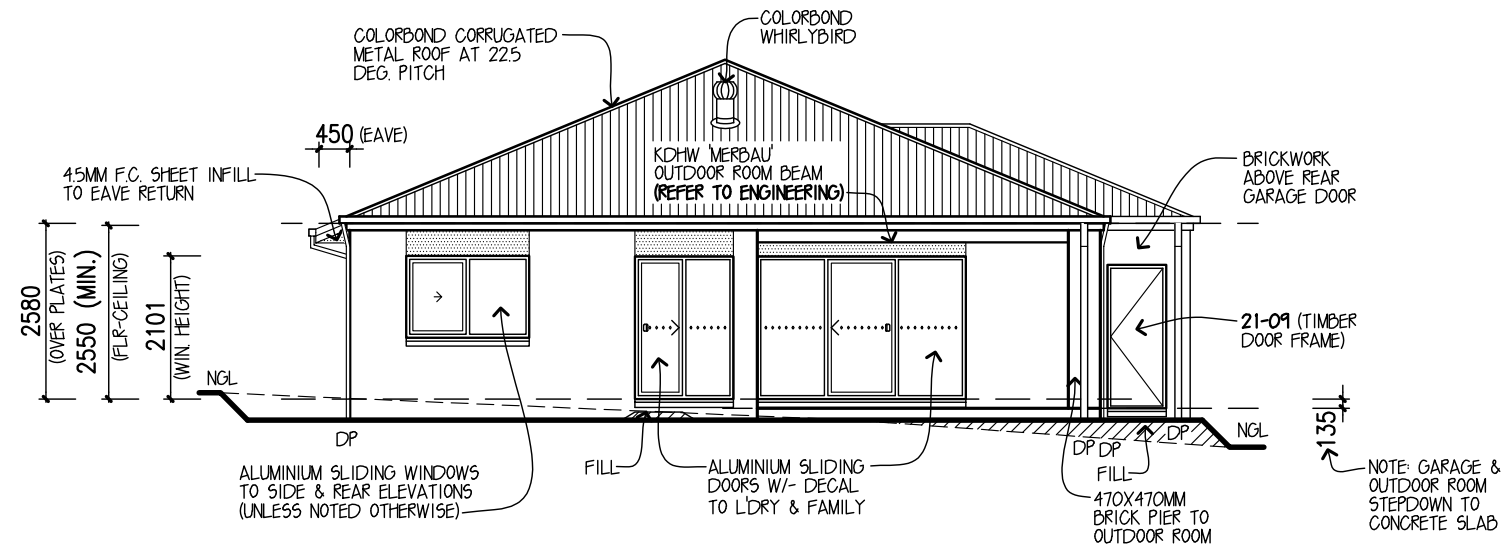 COLORBOND CORRUGATED
METAL ROOF AT 22.5
DEG. PITCH
COLORBOND
WHIRLYBIRD
450 (EAVE)
4.5MM F.C. SHEET INFILL
TO EAVE RETURN
KDHW 'MERBAU'
OUTDOOR ROOM BEAM
(REFER TO ENGINEERING)
BRICKWORK
ABOVE REAR
GARAGE DOOR
2580
(OVER PLATES)
2550 (MIN.)
(FLR-CEILING)
2101
(WIN. HEIGHT)
21-09 (TIMBER
DOOR FRAME)
NGL
NGL
135
DP
DP
DP
DP
FILL
FILL
ALUMINIUM SLIDING WINDOWS
TO SIDE & REAR ELEVATIONS
(UNLESS NOTED OTHERWISE)
ALUMINIUM SLIDING
DOORS W/- DECAL
TO L'DRY & FAMILY
470X470MM
BRICK PIER TO
OUTDOOR ROOM
NOTE: GARAGE &
OUTDOOR ROOM
STEPDOWN TO
CONCRETE SLAB